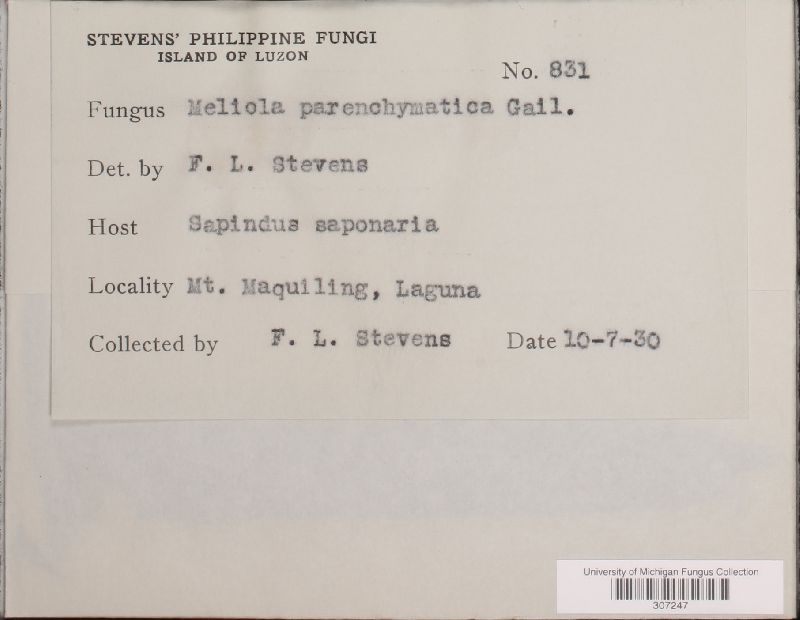 STEVENS' PHILIPPINE FUNGI
ISLAND OF LUZON
No. 831
Fungus Meliola parenchymatica Gail.
Det. by F. L. Stevens
Host Sapindus saponaria
Locality Mt. Maquiling, Laguna
Collected by F. L. Stevens Date 10-7-30
University of Michigan Fungus Collection
307247